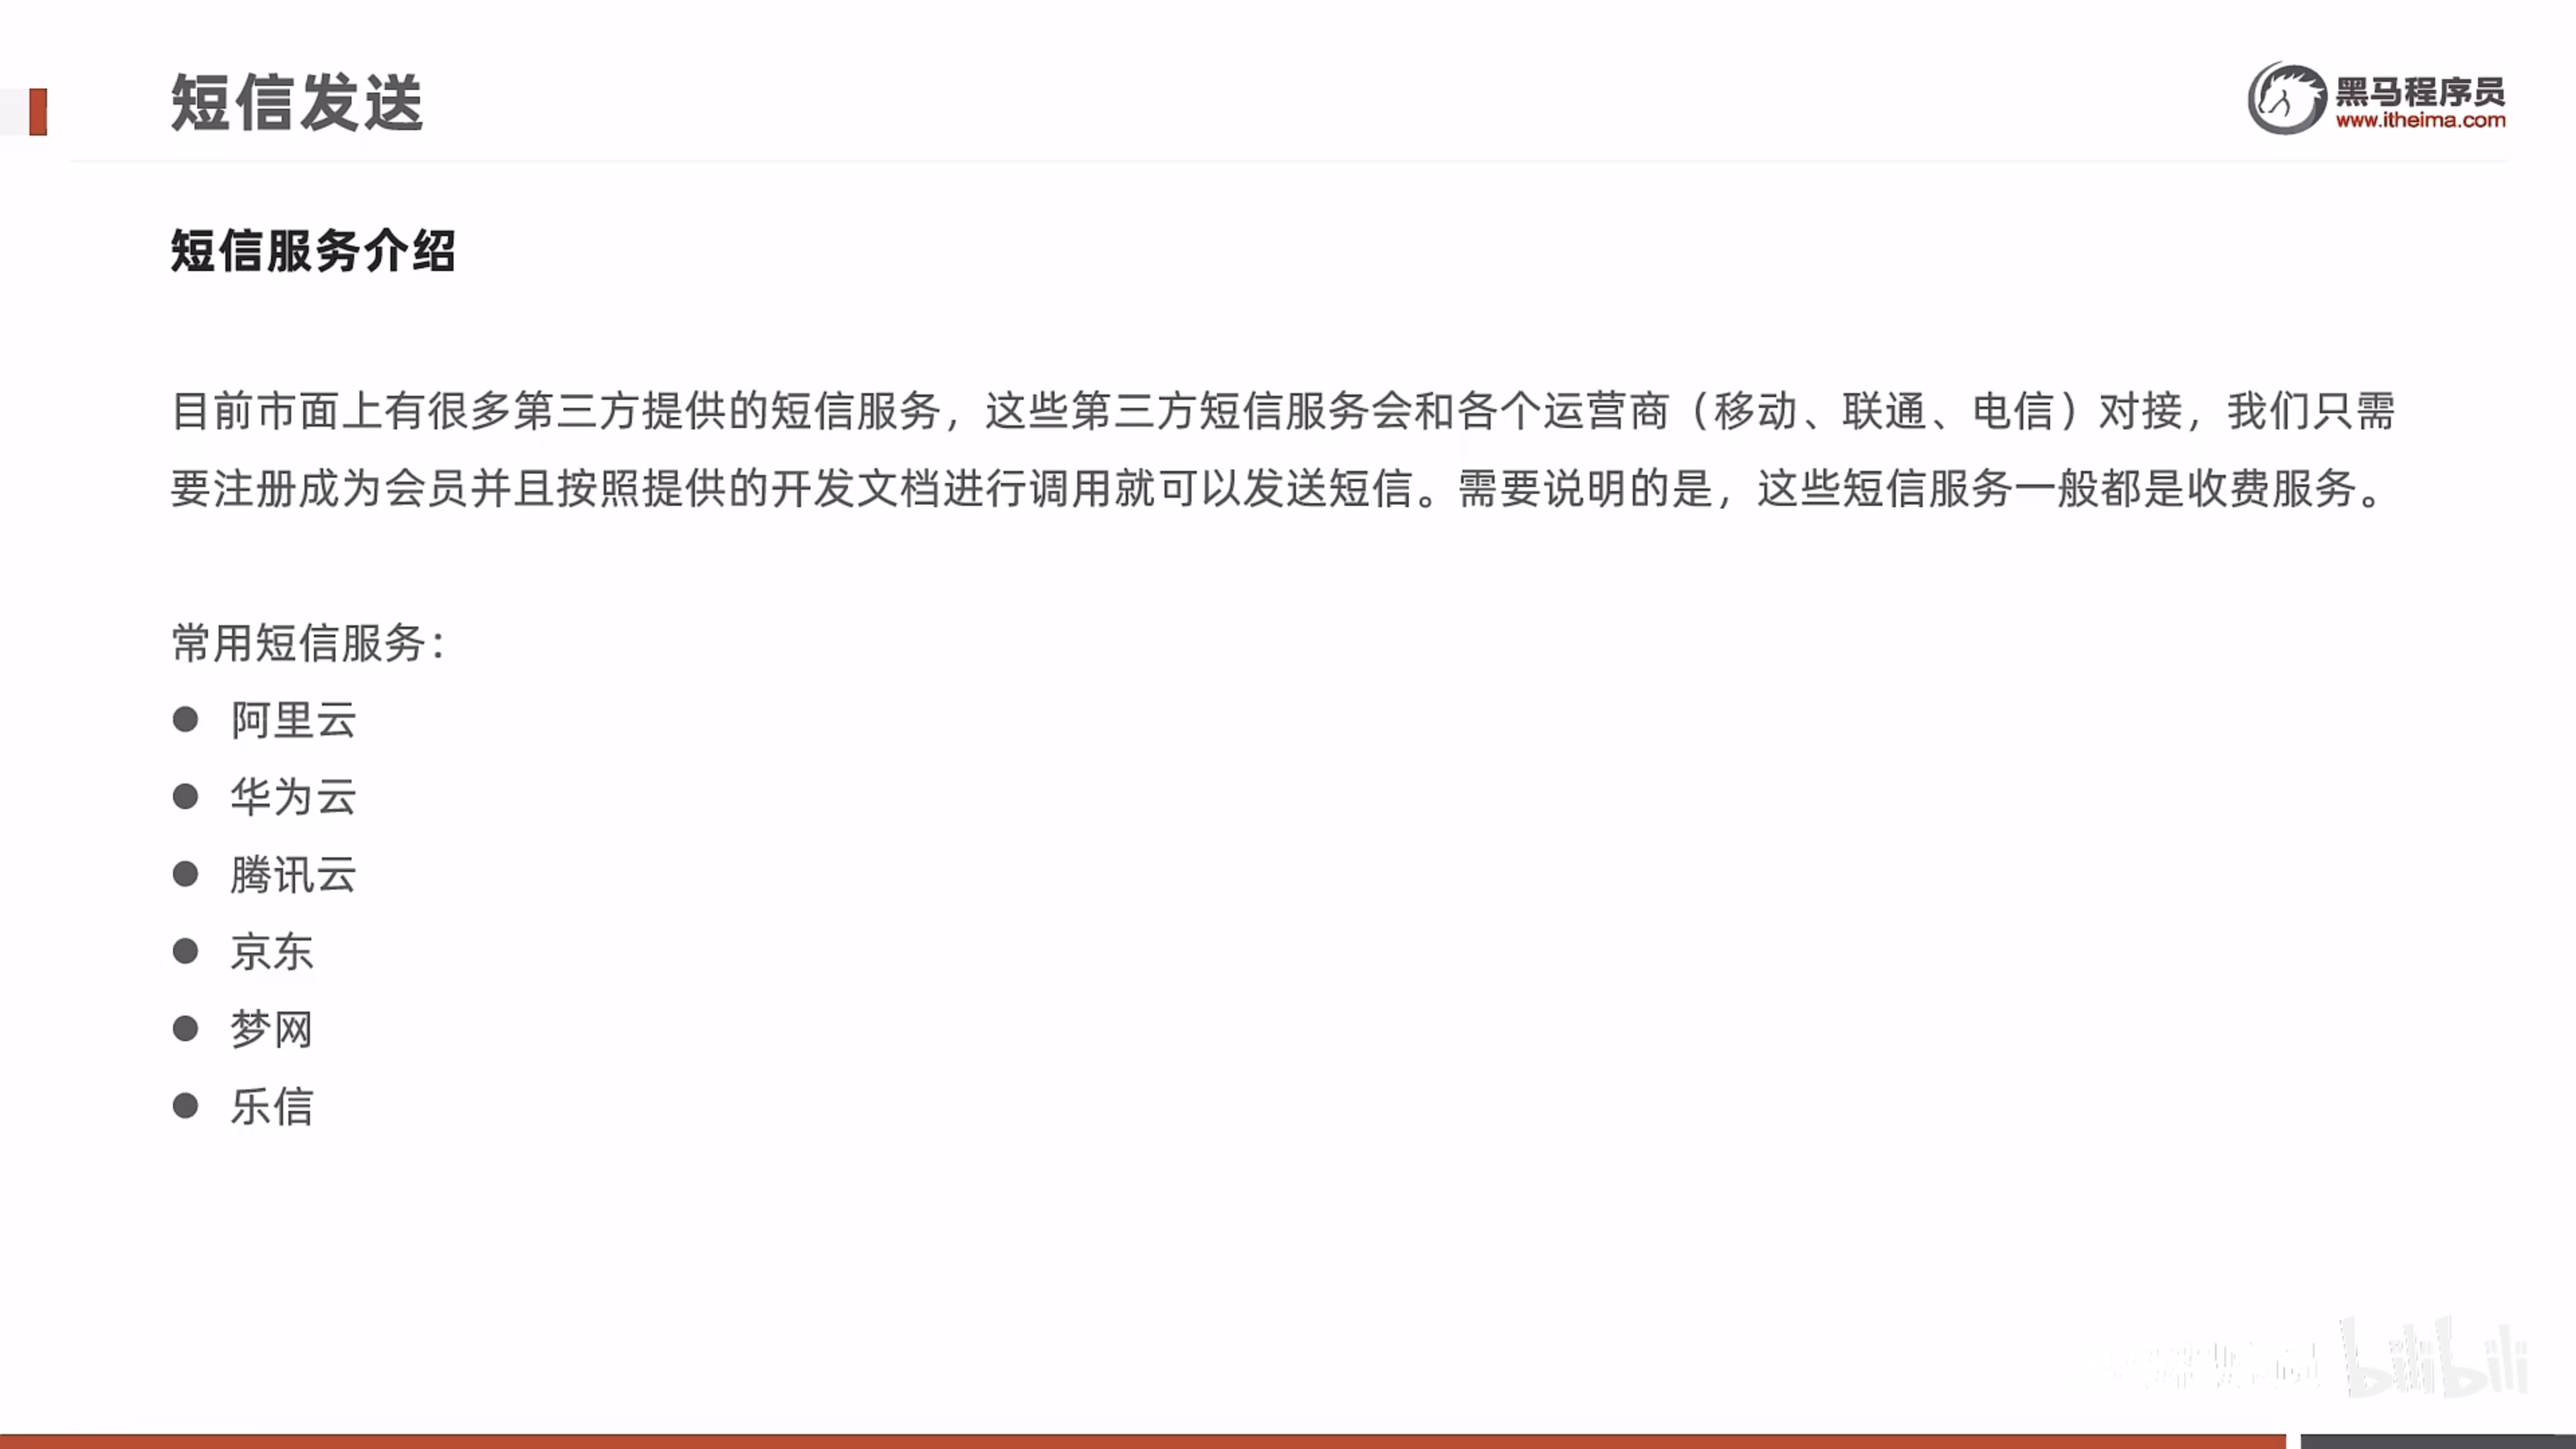 短信发送
黑马程序员
www.itheima.com
短信服务介绍
目前市面上有很多第三方提供的短信服务，这些第三方短信服务会和各个运营商（移动、联通、电信）对接，我们只需
要注册成为会员并且按照提供的开发文档进行调用就可以发送短信。需要说明的是，这些短信服务一般都是收费服务。
常用短信服务：
● 阿里云
● 华为云
● 腾讯云
● 京东
● 梦网
● 乐信
bilibili